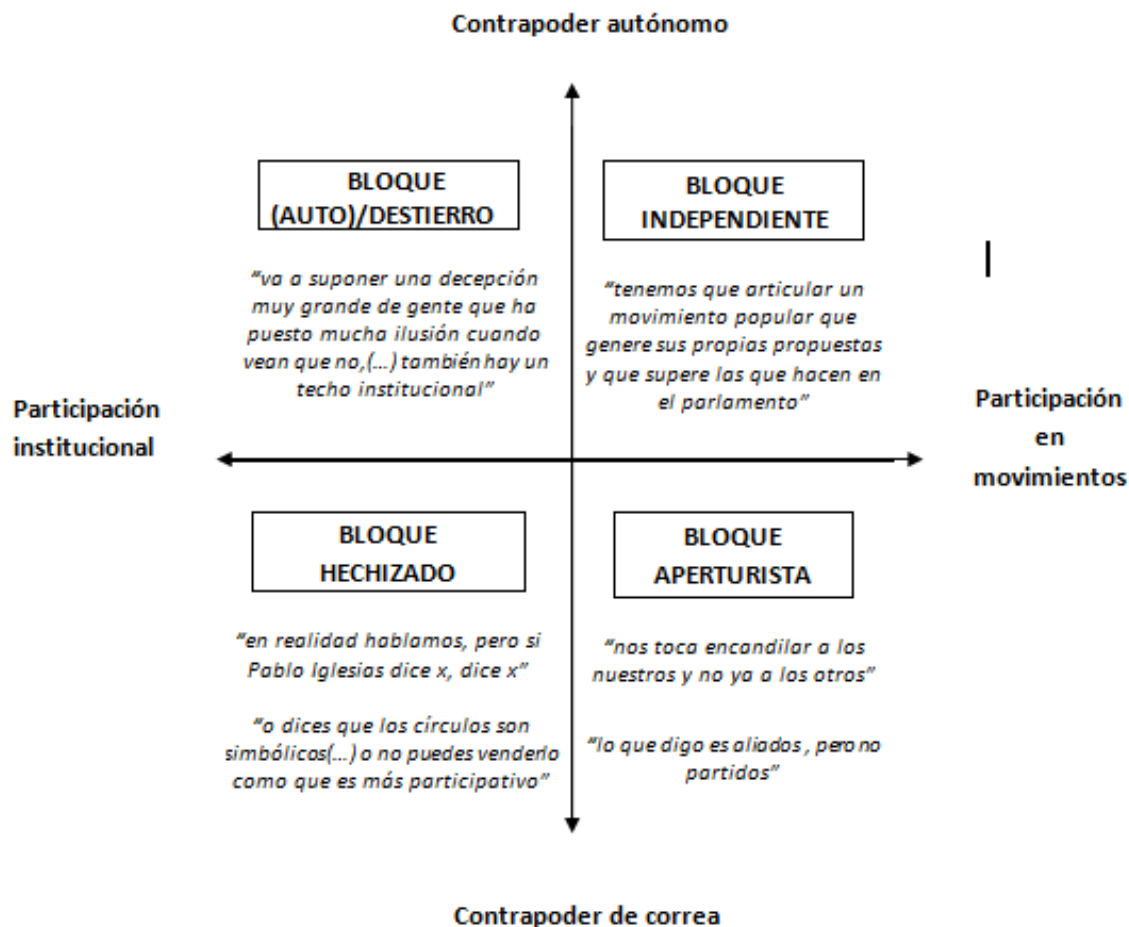 Contrapoder autónomo
BLOQUE
(AUTO)/DESTIERRO
“va a suponer una decepción
muy grande de gente que ha
puesto mucha ilusión cuando
vean que no,(...) también hay un
techo institucional”
BLOQUE
INDEPENDIENTE
“tenemos que articular un
movimiento popular que
genere sus propias propuestas
y que supere las que hacen en
el parlamento”
Participación
institucional
Participación
en
movimientos
BLOQUE
HECHIZADO
“en realidad hablamos, pero si
Pablo Iglesias dice x, dice x”
“o dices que los círculos son
simbólicos(...) o no puedes venderlo
como que es más participativo”
BLOQUE
APERTURISTA
“nos toca encandilar a los
nuestros y no ya a los otros”
“lo que digo es aliados , pero no
partidos”
Contrapoder de correa